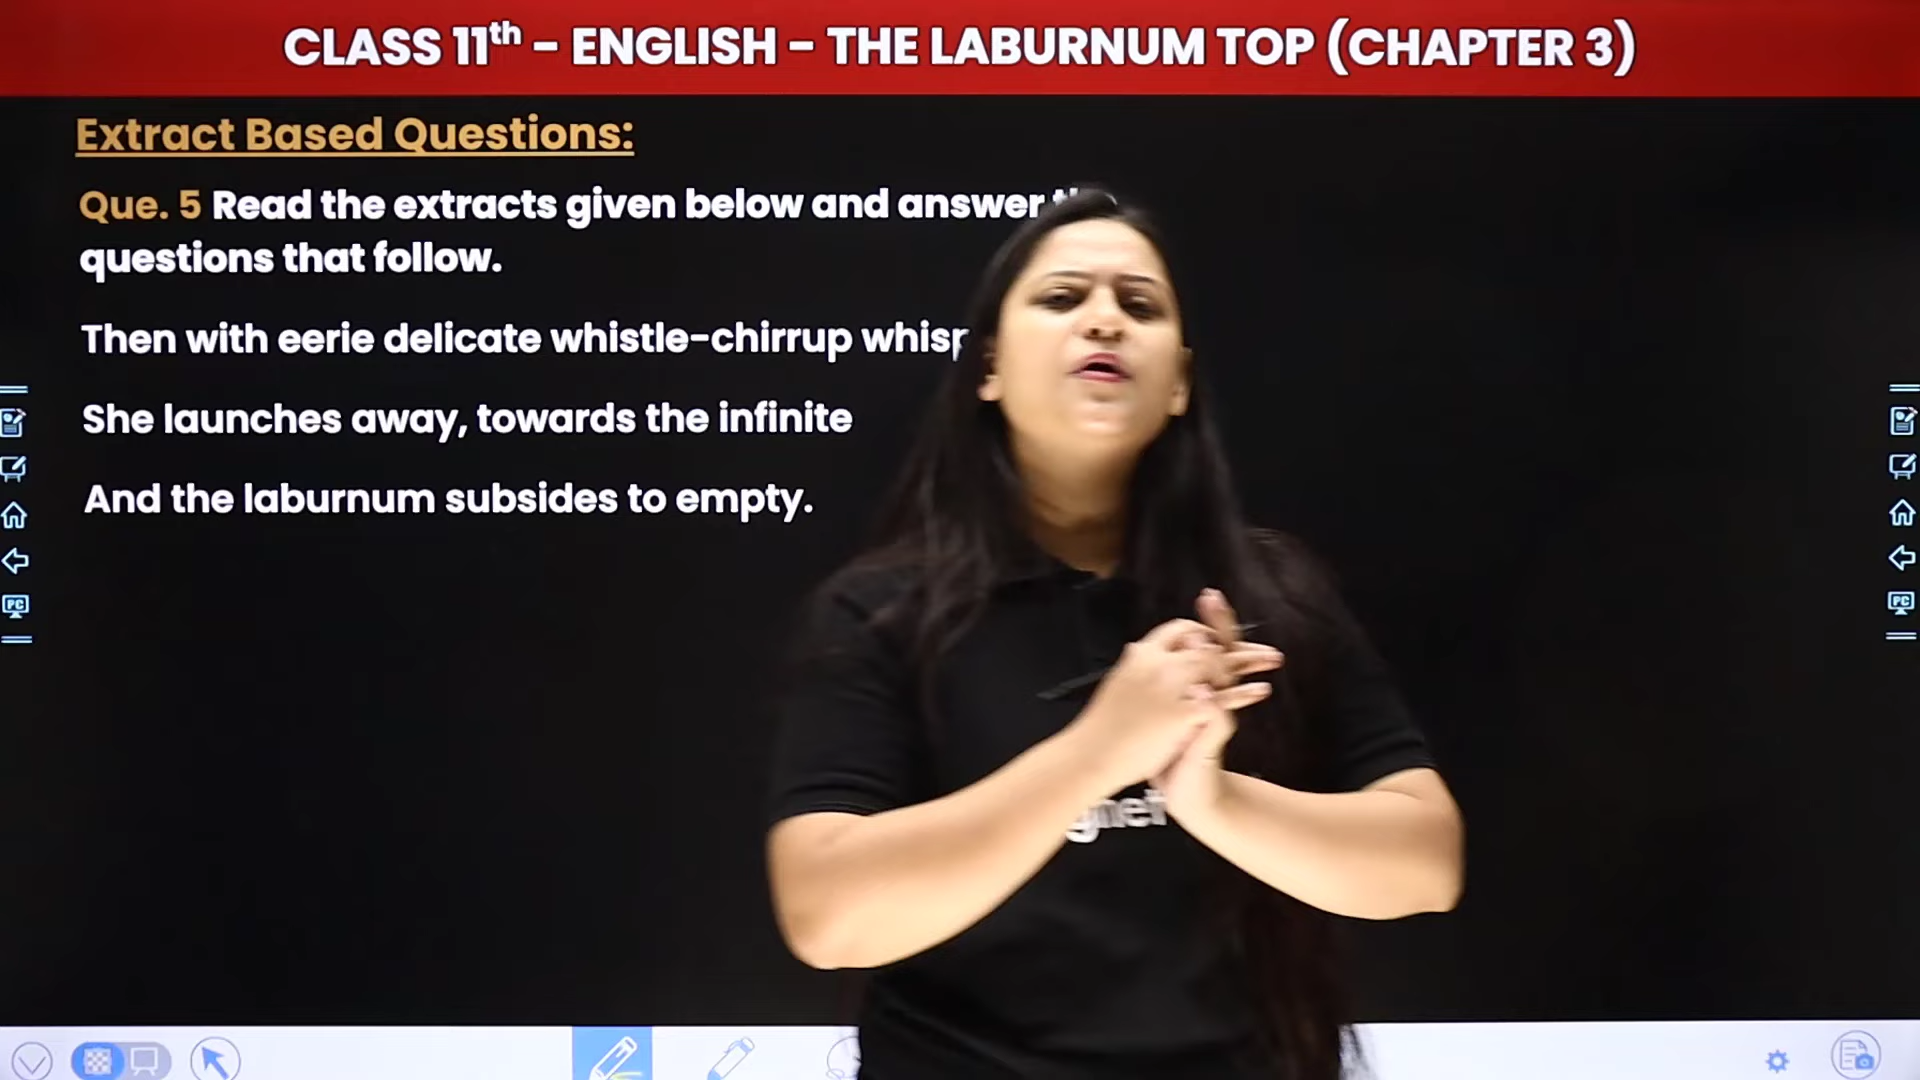 CLASS 11th - ENGLISH - THE LABURNUM TOP (CHAPTER 3)
Extract Based Questions:
Que. 5 Read the extracts given below and answer
questions that follow.
Then with eerie delicate whistle-chirrup
She launches away, towards the infinite
And the laburnum subsides to empty.
PC
PC